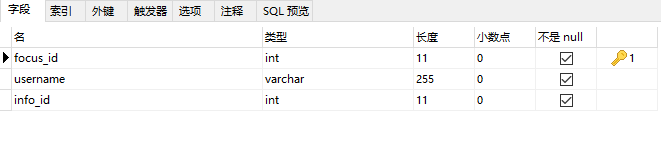 字段 索引 外键 触发器 选项 注释 SQL 预览
名 类型 长度 小数点 不是 null
focus_id int 11 0 1
username varchar 255 0
info_id int 11 0